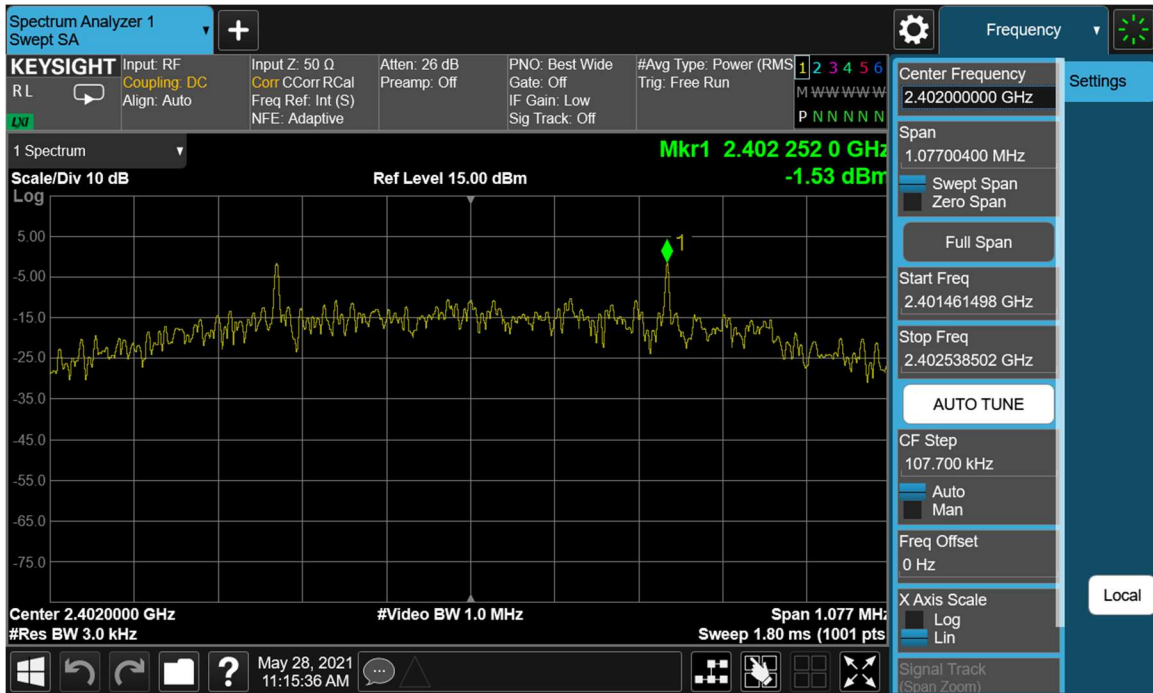 Spectrum Analyzer 1
Swept SA
Frequency
KEYSIGHT
RL
LXI
Input: RF
Coupling: DC
Align: Auto
Input Z: 50 Ω
Corr CCorr RCal
Freq Ref: Int (S)
NFE: Adaptive
Atten: 26 dB
Preamp: Off
PNO: Best Wide
Gate: Off
IF Gain: Low
Sig Track: Off
#Avg Type: Power (RMS
Trig: Free Run
1 2 3 4 5 6
M W W W W W
P N N N N N
1 Spectrum
Scale/Div 10 dB
Ref Level 15.00 dBm
Mkr1 2.402 252 0 GHz
-1.53 dBm
Log
5.00
-5.00
-15.0
-25.0
-35.0
-45.0
-55.0
-65.0
-75.0
1
Center 2.4020000 GHz
#Video BW 1.0 MHz
Span 1.077 MHz
#Res BW 3.0 kHz
Sweep 1.80 ms (1001 pts
May 28, 2021
11:15:36 AM
?
Center Frequency
2.402000000 GHz
Settings
Span
1.07700400 MHz
Swept Span
Zero Span
Full Span
Start Freq
2.401461498 GHz
Stop Freq
2.402538502 GHz
AUTO TUNE
CF Step
107.700 kHz
Auto
Man
Freq Offset
0 Hz
X Axis Scale
Log
Lin
Local
Signal Track
(Span Zoom)